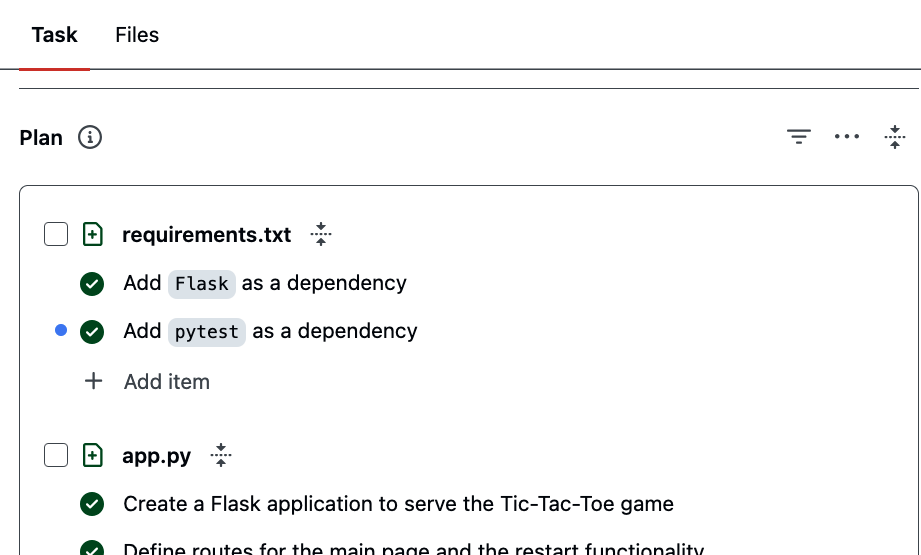 Task Files
Plan
requirements.txt
Add Flask as a dependency
Add pytest as a dependency
Add item
app.py
Create a Flask application to serve the Tic-Tac-Toe game
Define routes for the main page and the restart functionality